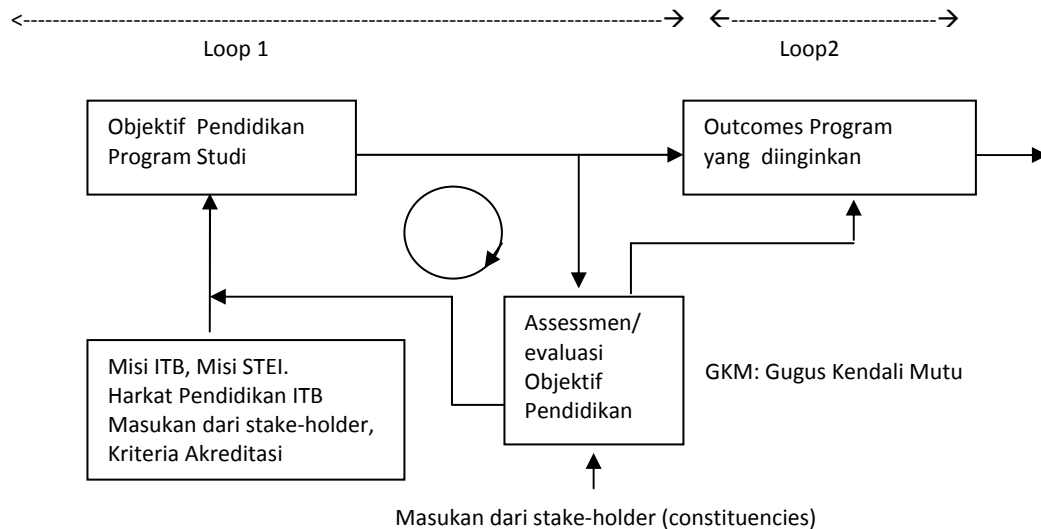 Loop 1
Loop2
Objektif Pendidikan
Program Studi
Outcomes Program
yang diinginkan
Assessmen/
evaluasi
Objektif
Pendidikan
GKM: Gugus Kendali Mutu
Misi ITB, Misi STEI.
Harkat Pendidikan ITB
Masukan dari stake-holder,
Kriteria Akreditasi
Masukan dari stake-holder (constituencies)